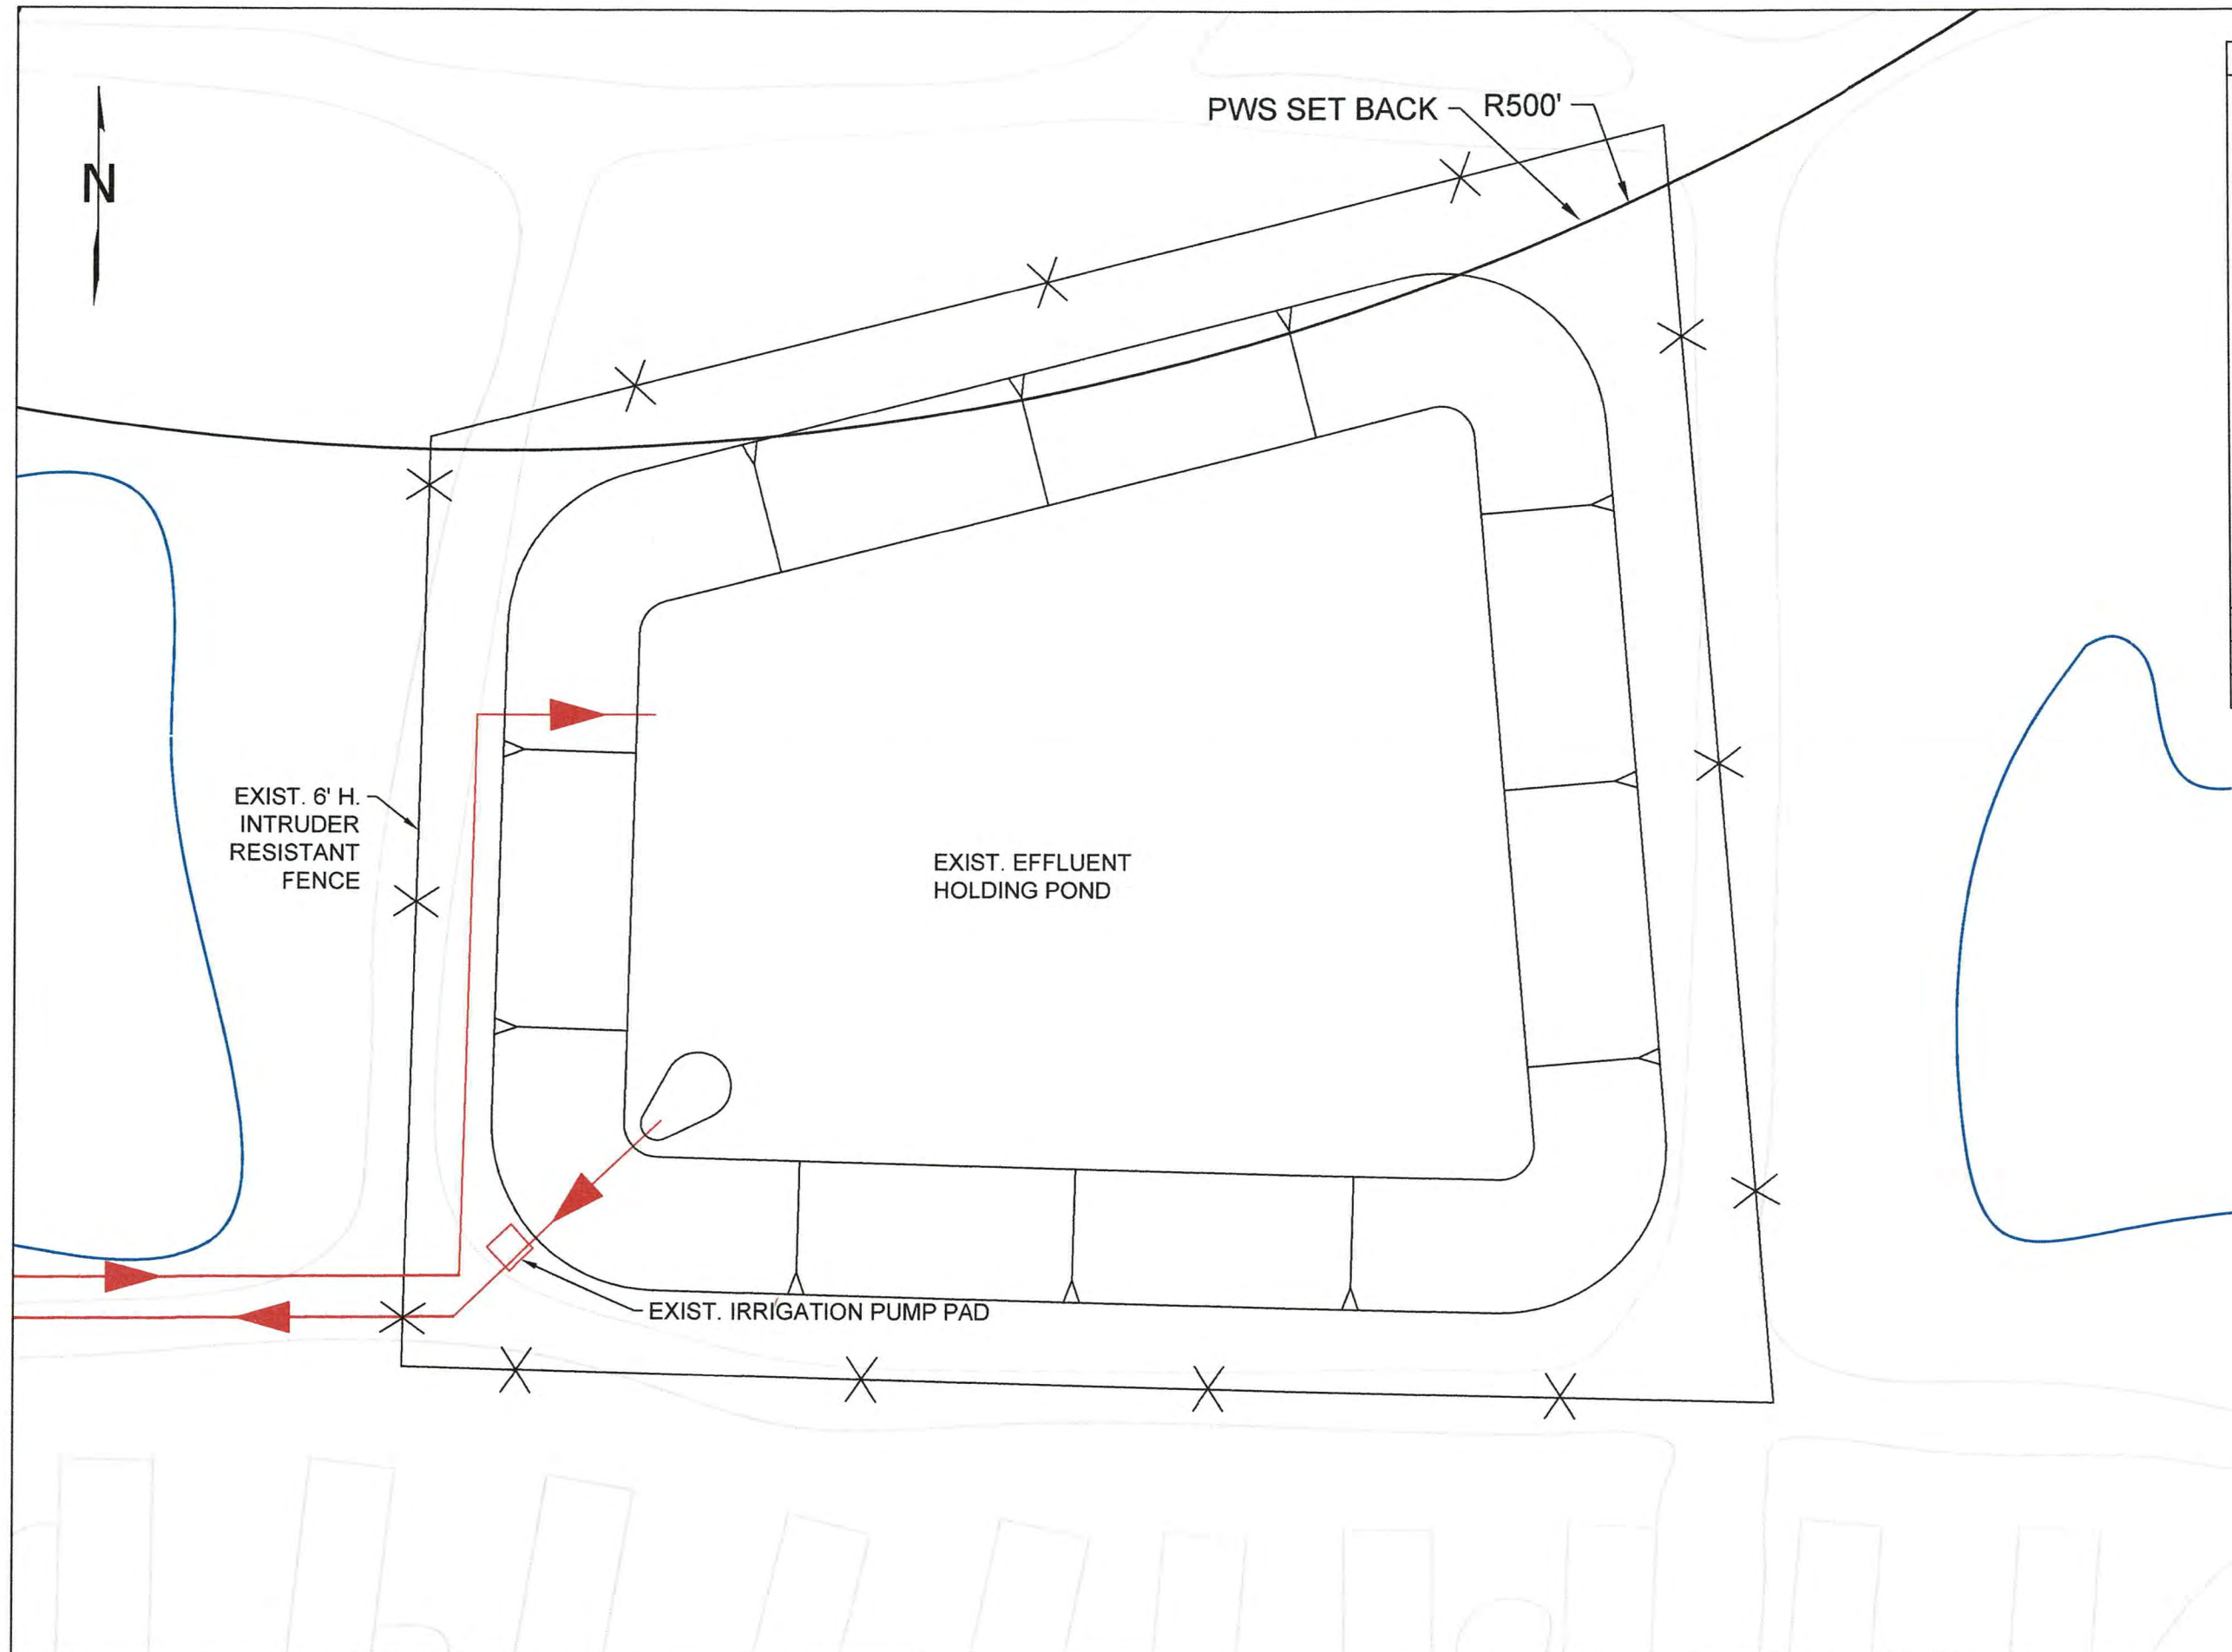 PWS SET BACK
R500'
N
EXIST. 6' H.
INTRUDER
RESISTANT
FENCE
EXIST. EFFLUENT
HOLDING POND
EXIST. IRRIGATION PUMP PAD